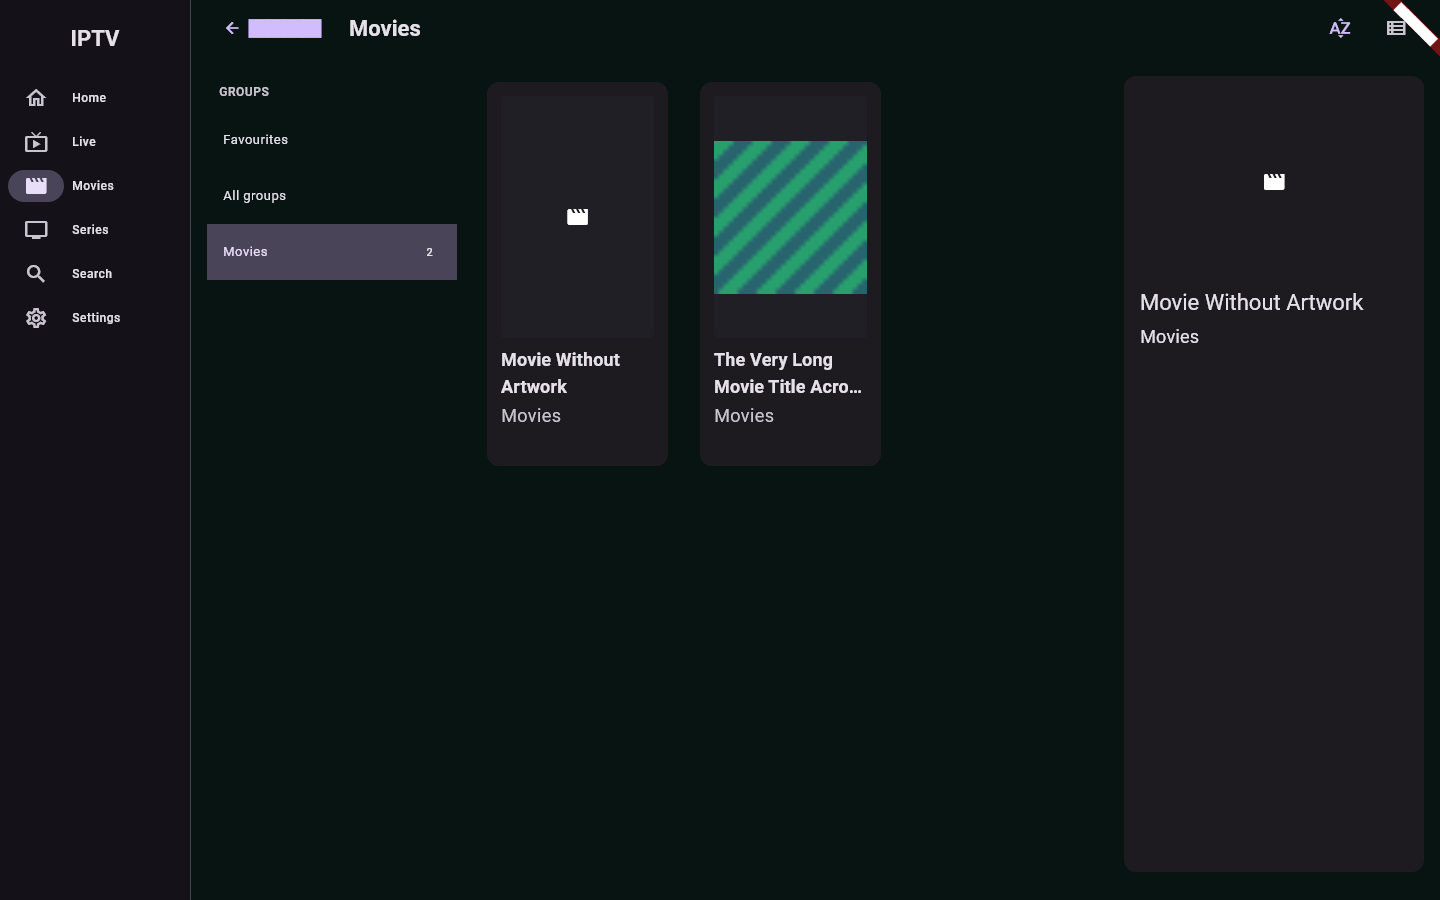 IPTV
Home
Live
Movies
Series
Search
Settings
Movies
AZ
GROUPS
Favourites
All groups
Movies 2
Movie Without
Artwork
Movies
The Very Long
Movie Title Acro…
Movies
Movie Without Artwork
Movies